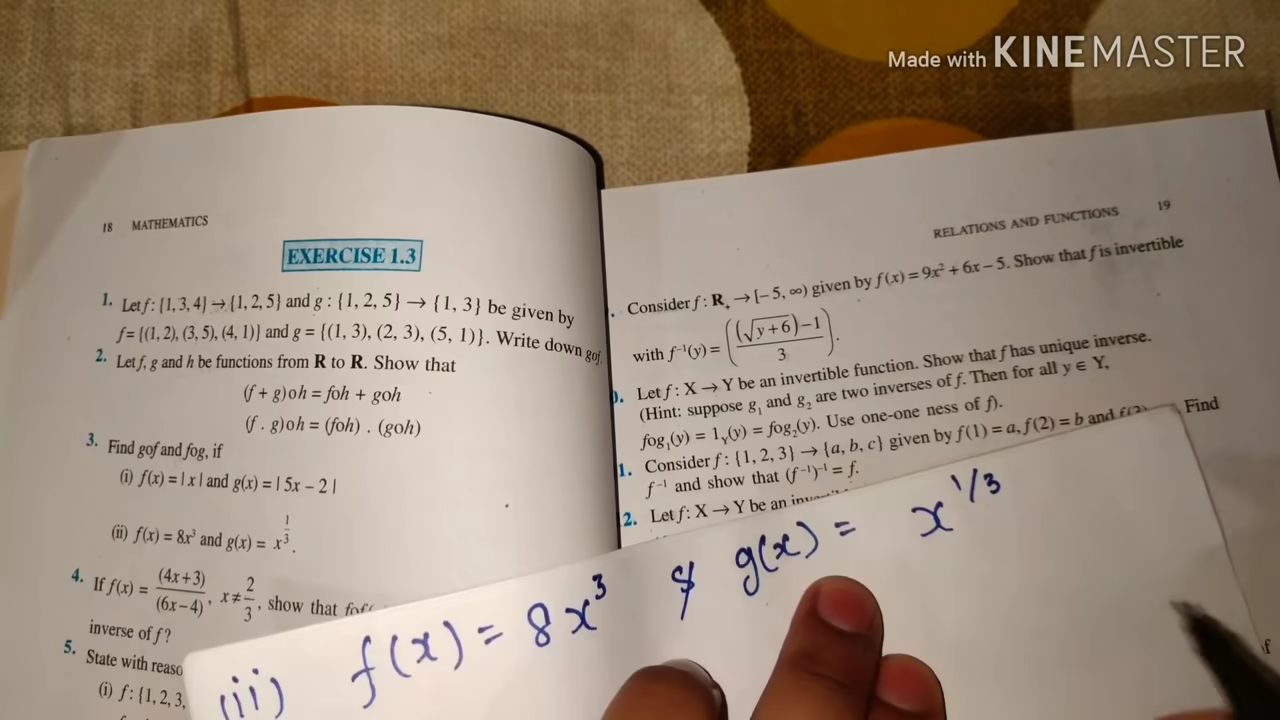 Made with KINEMASTER
18 MATHEMATICS
EXERCISE 1.3
1. Let f : {1, 3, 4} → {1, 2, 5} and g : {1, 2, 5} → {1, 3} be given by
f = {(1, 2), (3, 5), (4, 1)} and g = {(1, 3), (2, 3), (5, 1)}. Write down gof.
2. Let f, g and h be functions from R to R. Show that
(f + g)oh = foh + goh
(f . g)oh = (foh) . (goh)
3. Find gof and fog, if
(i) f(x) = | x | and g(x) = | 5x – 2 |
(ii) f(x) = 8x³ and g(x) = x^(1/3).
4. If f(x) = (4x+3)/(6x–4), x ≠ 2/3, show that
inverse of f?
5. State with
(i) f : {1, 2, 3,
RELATIONS AND FUNCTIONS 19
Consider f : R₊ → [– 5, ∞) given by f(x) = 9x² + 6x – 5. Show that f is invertible
with f⁻¹(y) = ((√y+6) – 1)/3.
Let f : X → Y be an invertible function. Show that f has unique inverse.
(Hint: suppose g₁ and g₂ are two inverses of f. Then for all y ∈ Y,
fog₁(y) = 1_Y(y) = fog₂(y). Use one-one ness of f).
1. Consider f : {1, 2, 3} → {a, b, c} given by f(1) = a, f(2) = b and Find
f⁻¹ and show that (f⁻¹)⁻¹ = f.
2. Let f : X → Y be an
(ii) f(x) = 8x³ & g(x) = x^1/3